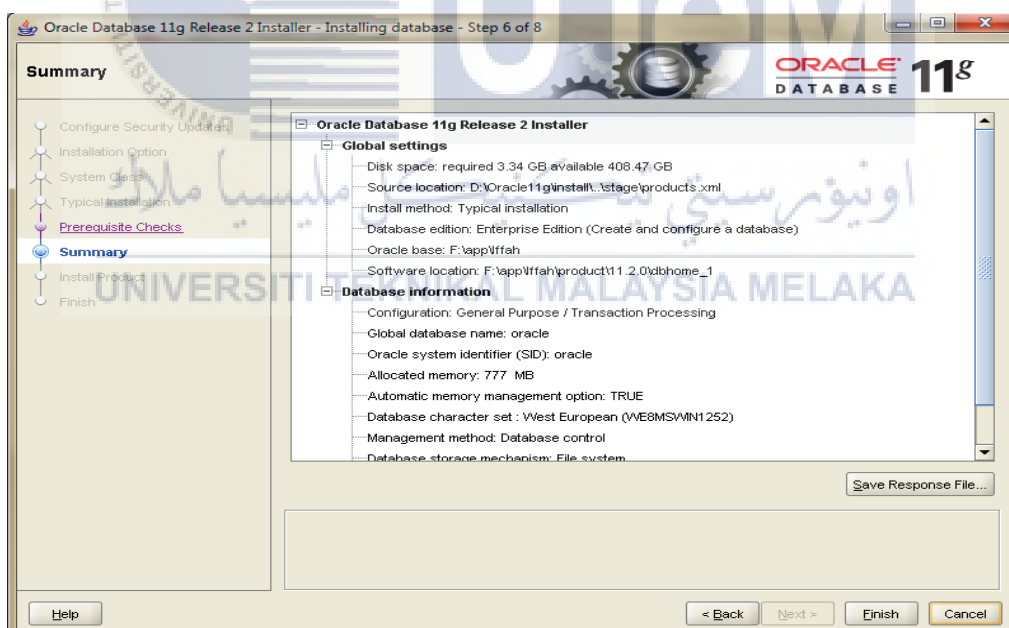 Oracle Database 11g Release 2 Installer - Installing database - Step 6 of 8
Summary
ORACLE 11g
DATABASE
Configure Security Updates
Installation Option
System Class
Typical Installation
Prerequisite Checks
Summary
Install Product
Finish
Oracle Database 11g Release 2 Installer
Global settings
Disk space: required 3.34 GB available 408.47 GB
Source location: D:\Oracle11g\install\..\stage\products.xml
Install method: Typical installation
Database edition: Enterprise Edition (Create and configure a database)
Oracle base: F:\app\Iffah
Software location: F:\app\Iffah\product\11.2.0\dbhome_1
Database information
Configuration: General Purpose / Transaction Processing
Global database name: oracle
Oracle system identifier (SID): oracle
Allocated memory: 777 MB
Automatic memory management option: TRUE
Database character set : West European (WE8MSWIN1252)
Management method: Database control
Database storage mechanism: File system
Save Response File...
Help
< Back
Next >
Finish
Cancel
UTeM
اونيۏرسيتي تيكنيكل مليسيا ملاك
UNIVERSITI TEKNIKAL MALAYSIA MELAKA